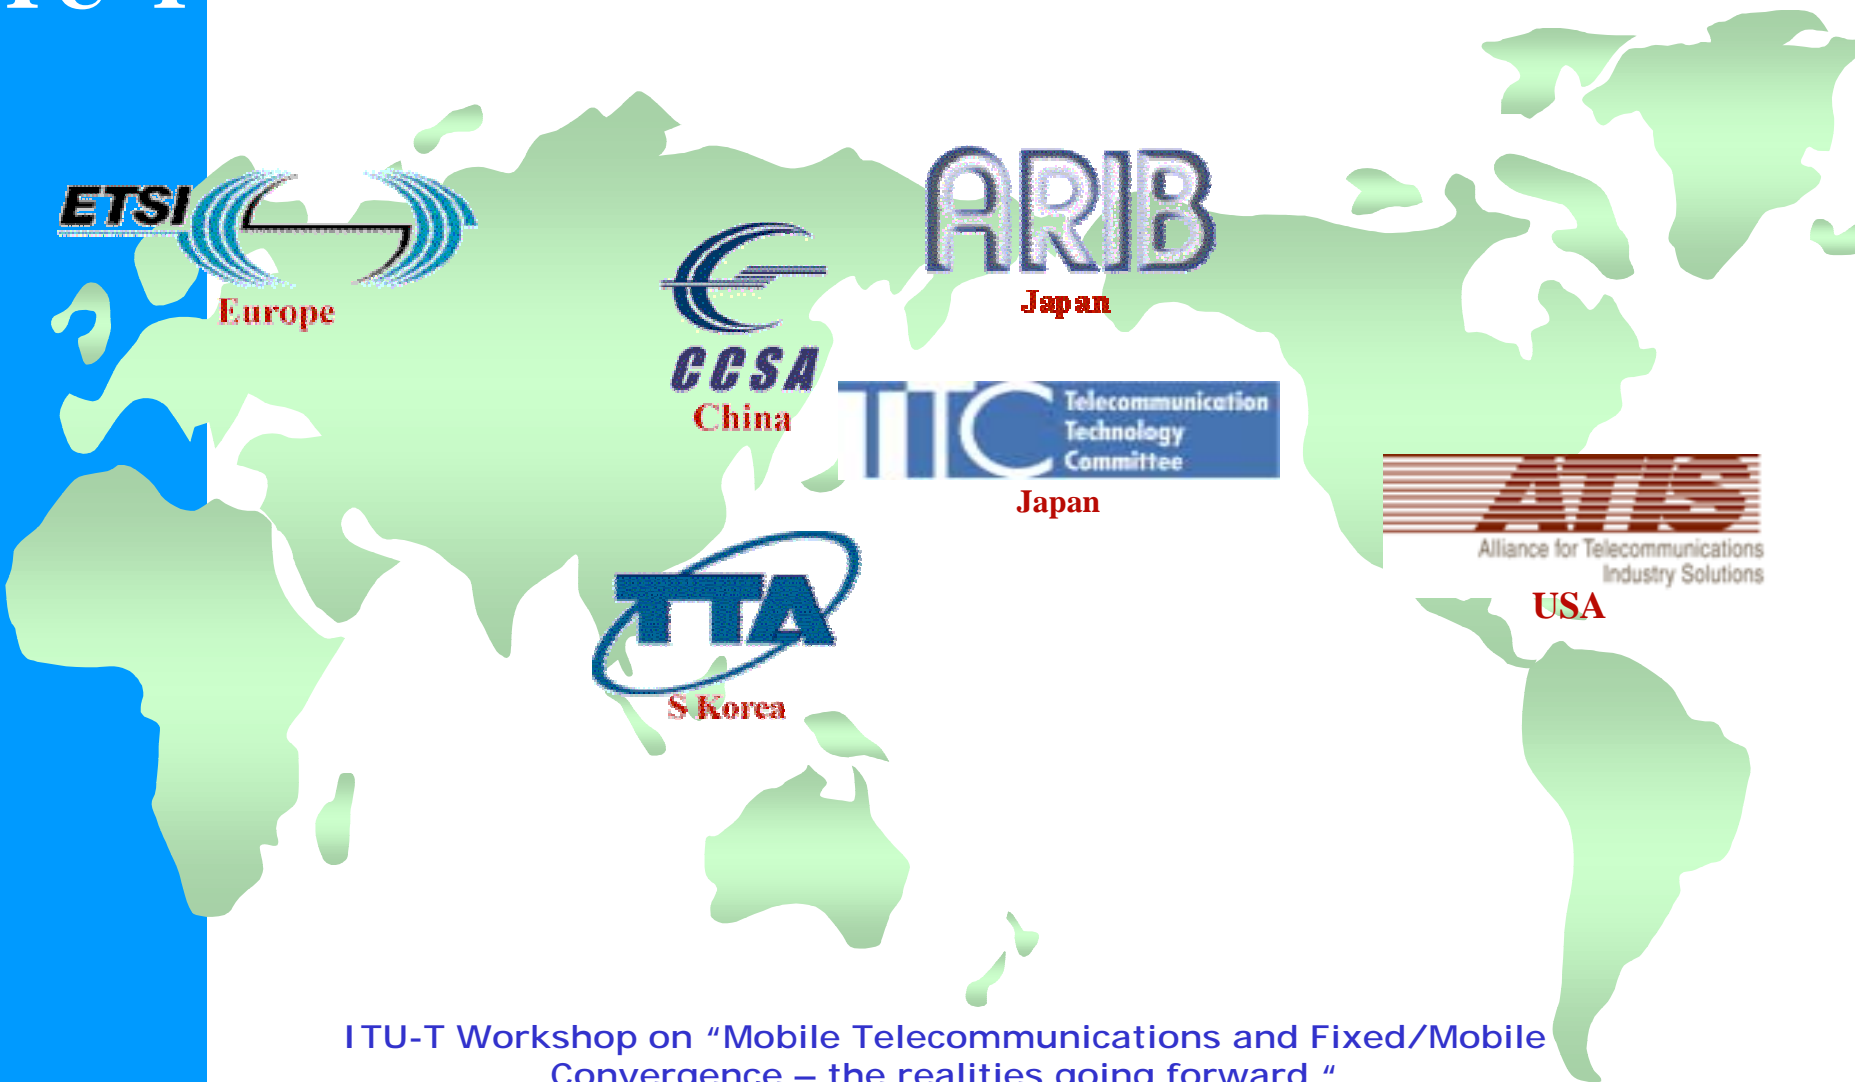 ITU-T
ETSI
Europe
CCSA
China
ARIB
Japan
TTC Telecommunication
Technology
Committee
Japan
ATIS
Alliance for Telecommunications
Industry Solutions
USA
TTA
S Korea
ITU-T Workshop on “Mobile Telecommunications and Fixed/Mobile
Convergence – the realities going forward “